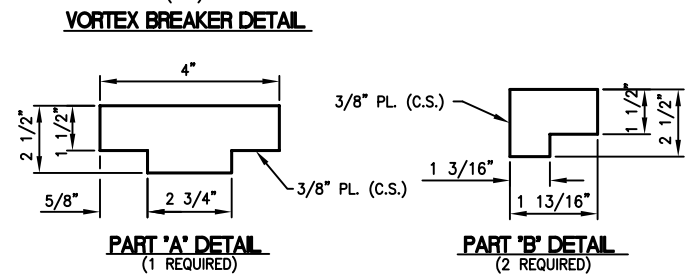 VORTEX BREAKER DETAIL
4"
2 1/2"
1 1/2"
5/8"
2 3/4"
3/8" PL. (C.S.)
PART "A" DETAIL
(1 REQUIRED)
3/8" PL. (C.S.)
1 1/2"
2 1/2"
1 3/16"
1 13/16"
PART "B" DETAIL
(2 REQUIRED)